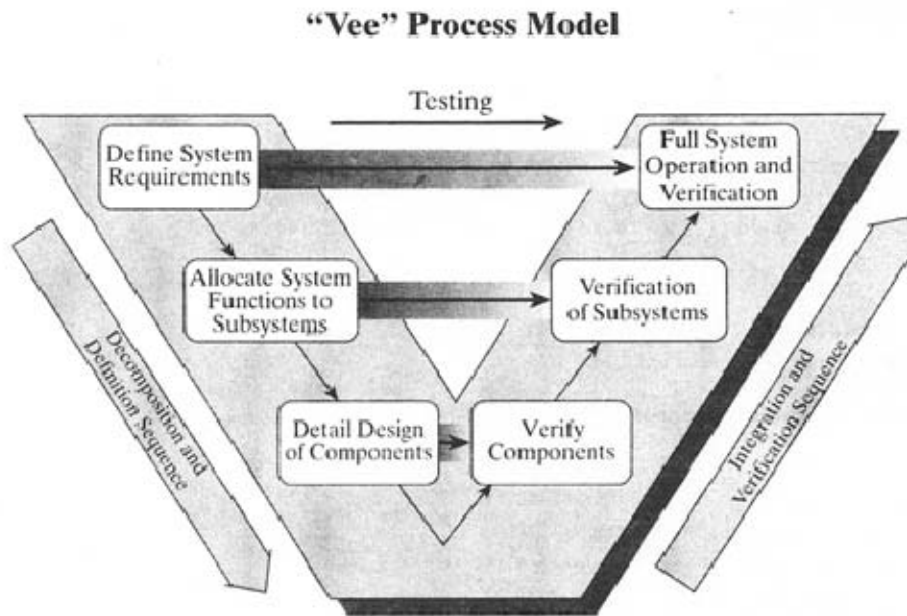 “Vee” Process Model
Testing
Define System
Requirements
Full System
Operation and
Verification
Allocate System
Functions to
Subsystems
Verification
of Subsystems
Detail Design
of Components
Verify
Components
Decomposition and
Definition Sequence
Integration and
Verification Sequence